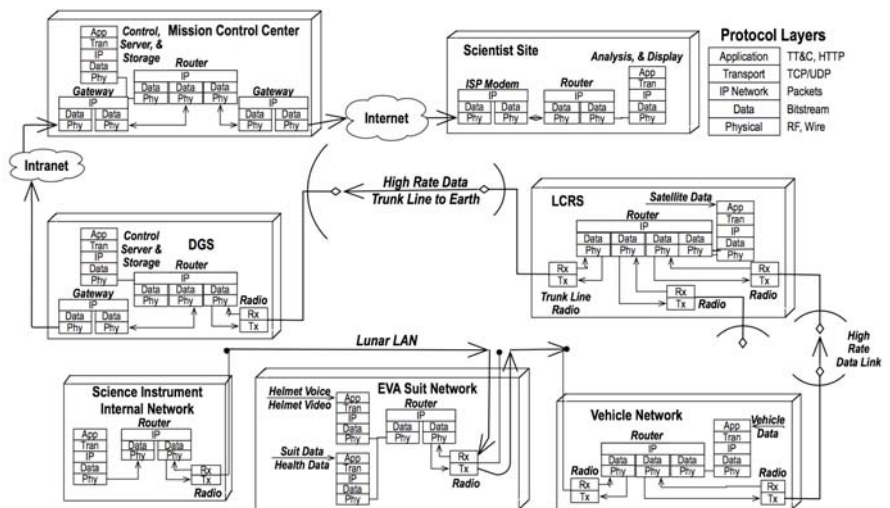 Mission Control Center
Control,
Server, &
Storage
App
Tran
IP
Data
Phy
Router
IP
Data Data Data
Phy Phy Phy
Gateway
IP
Data Data
Phy Phy
Gateway
IP
Data Data
Phy Phy
Internet
Scientist Site
Analysis, & Display
ISP Modem
IP
Data Data
Phy Phy
Router
IP
Data Data
Phy Phy
App
Tran
IP
Data
Phy
Protocol Layers
Application TT&C, HTTP
Transport TCP/UDP
IP Network Packets
Data Bitstream
Physical RF, Wire
Intranet
High Rate Data
Trunk Line to Earth
DGS
App
Tran
IP
Data
Phy
Control
Server &
Storage
Router
IP
Data Data Data
Phy Phy Phy
Gateway
IP
Data Data
Phy Phy
Radio
Rx
Tx
LCRS
Satellite Data
Router
IP
Data Data Data Data
Phy Phy Phy Phy
App
Tran
IP
Data
Phy
Rx
Tx
Trunk Line
Radio
Rx
Tx
Radio
Rx
Tx
Radio
High
Rate
Data Link
Lunar LAN
Science Instrument
Internal Network
Router
App
Tran
IP
Data
Phy
IP
Data Data
Phy Phy
Rx
Tx
Radio
EVA Suit Network
Helmet Voice
Helmet Video
App
Tran
IP
Data
Phy
Suit Data
Health Data
App
Tran
IP
Data
Phy
Router
IP
Data Data
Phy Phy
Rx
Tx
Radio
Vehicle Network
Vehicle
Data
Router
IP
Data Data Data Data
Phy Phy Phy Phy
App
Tran
IP
Data
Phy
Radio
Rx
Tx
Radio
Rx
Tx